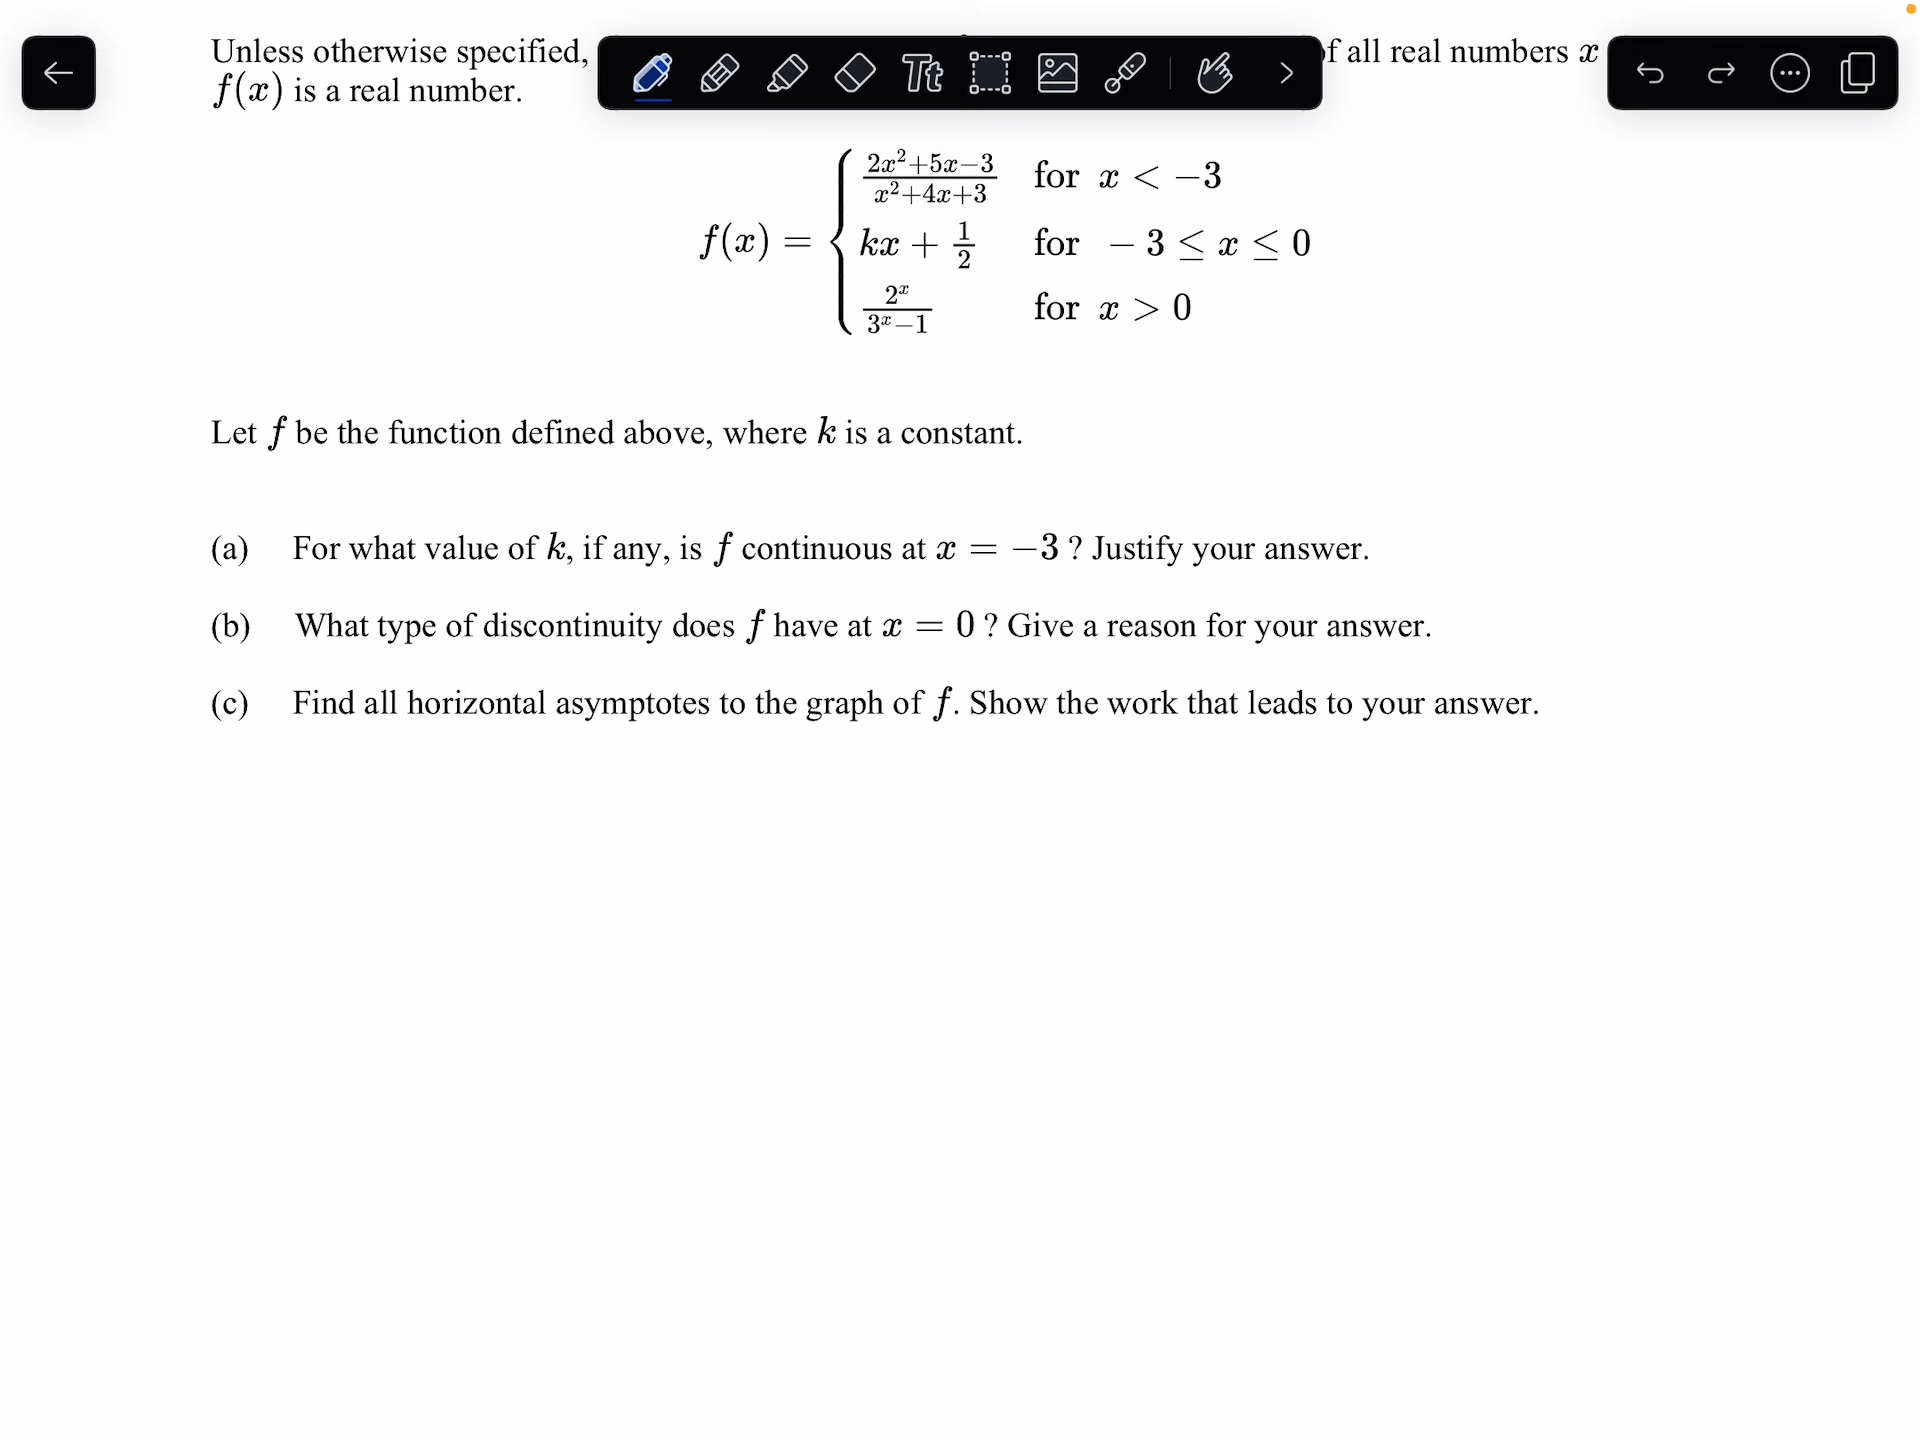 Unless otherwise specified, f all real numbers x
f(x) is a real number.
Tt
f(x) = { (2x²+5x−3)/(x²+4x+3) for x < −3
kx + 1/2 for − 3 ≤ x ≤ 0
2ˣ/(3ˣ−1) for x > 0
Let f be the function defined above, where k is a constant.
(a) For what value of k, if any, is f continuous at x = −3 ? Justify your answer.
(b) What type of discontinuity does f have at x = 0 ? Give a reason for your answer.
(c) Find all horizontal asymptotes to the graph of f. Show the work that leads to your answer.